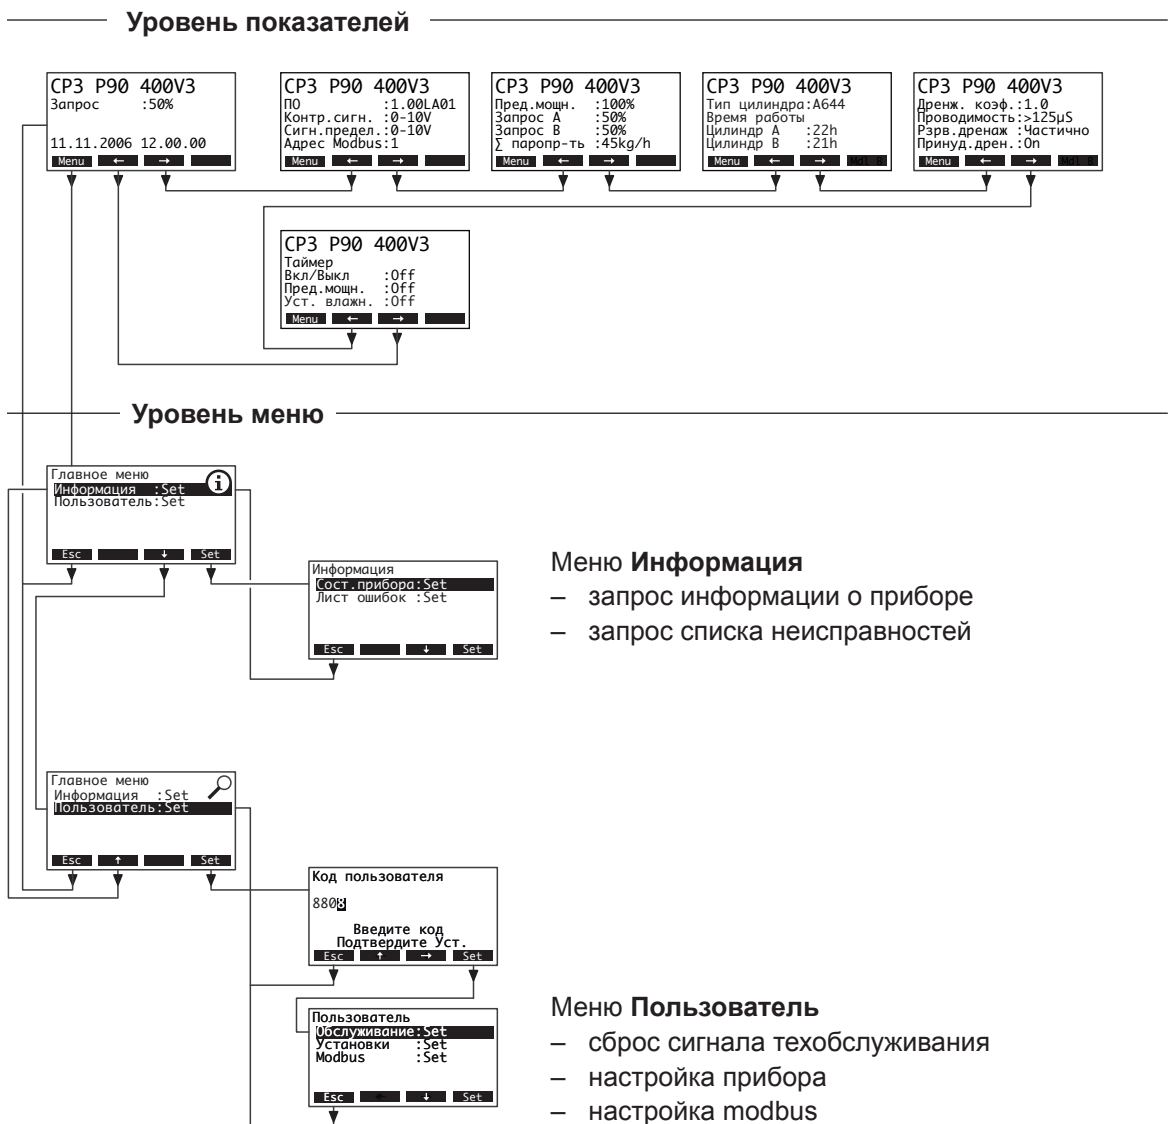 Уровень показателей
CP3 P90 400V3
Запрос :50%
11.11.2006 12.00.00
Menu ← →
CP3 P90 400V3
ПО :1.00LA01
Контр.сигн. :0-10V
Сигн.предел.:0-10V
Адрес Modbus:1
Menu ← →
CP3 P90 400V3
Пред.мощн. :100%
Запрос A :50%
Запрос B :50%
∑ паропр-ть :45kg/h
Menu ← →
CP3 P90 400V3
Тип цилиндра:A644
Время работы
Цилиндр A :22h
Цилиндр B :21h
Menu ← → Mdl B
CP3 P90 400V3
Дренж. коэф.:1.0
Проводимость:>125µS
Рзрв.дренаж :Частично
Принуд.дрен.:On
Menu ← → Mdl B
CP3 P90 400V3
Таймер
Вкл/Выкл :Off
Пред.мощн. :Off
Уст. влажн. :Off
Menu ← →
Уровень меню
Главное меню
Информация :Set
Пользователь:Set
Esc ↓ Set
Информация
Сост.прибора:Set
Лист ошибок :Set
Esc ↓ Set
Меню Информация
– запрос информации о приборе
– запрос списка неисправностей
Главное меню
Информация :Set
Пользователь:Set
Esc ↑ Set
Код пользователя
8808
Введите код
Подтвердите Уст.
Esc ↑ → Set
Пользователь
Обслуживание:Set
Установки :Set
Modbus :Set
Esc ↓ Set
Меню Пользователь
– сброс сигнала техобслуживания
– настройка прибора
– настройка modbus